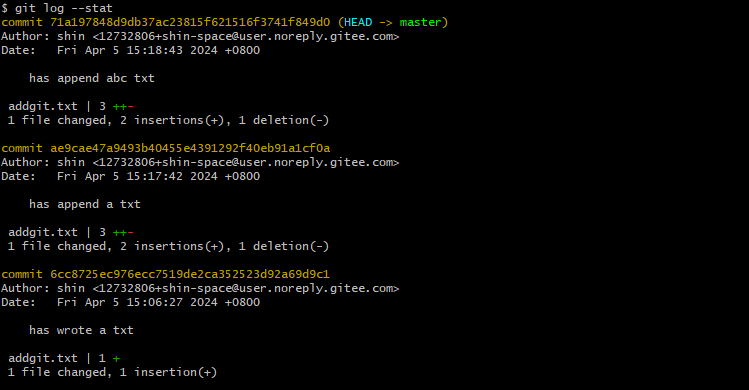 $ git log --stat
commit 71a197848d9db37ac23815f621516f3741f849d0 (HEAD -> master)
Author: shin <12732806+shin-space@user.noreply.gitee.com>
Date:   Fri Apr 5 15:18:43 2024 +0800
    has append abc txt
 addgit.txt | 3 ++-
 1 file changed, 2 insertions(+), 1 deletion(-)
commit ae9cae47a9493b40455e4391292f40eb91a1cf0a
Author: shin <12732806+shin-space@user.noreply.gitee.com>
Date:   Fri Apr 5 15:17:42 2024 +0800
    has append a txt
 addgit.txt | 3 ++-
 1 file changed, 2 insertions(+), 1 deletion(-)
commit 6cc8725ec976ecc7519de2ca352523d92a69d9c1
Author: shin <12732806+shin-space@user.noreply.gitee.com>
Date:   Fri Apr 5 15:06:27 2024 +0800
    has wrote a txt
 addgit.txt | 1 +
 1 file changed, 1 insertion(+)